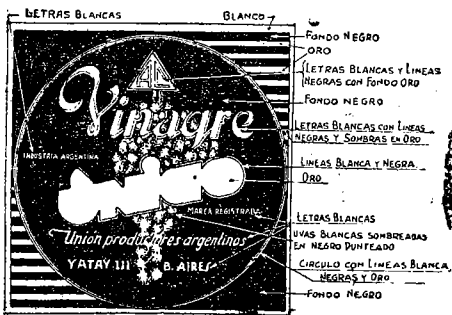 LETRAS BLANCAS
BLANCO
FONDO NEGRO
ORO
LETRAS BLANCAS Y LINEAS
NEGRAS CON FONDO ORO
FONDO NEGRO
LETRAS BLANCAS CON LINEAS
NEGRAS Y SOMBRAS EN ORO
LINEAS BLANCA Y NEGRA
ORO
LETRAS BLANCAS
UVAS BLANCAS SOMBREADAS
EN NEGRO PUNTEADO
CIRCULO CON LINEAS BLANCA,
NEGRAS Y ORO
FONDO NEGRO
Vinagre
INDUSTRIA ARGENTINA
MARCA REGISTRADA
Unión productores argentinos
YATAY 111 B. AIRES